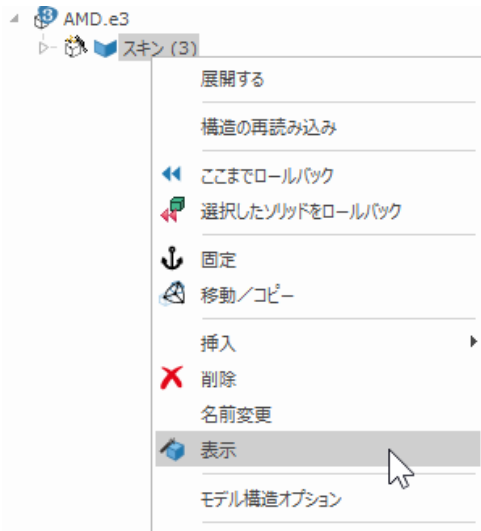 AMD.e3
スキン (3)
展開する
構造の再読み込み
ここまでロールバック
選択したソリッドをロールバック
固定
移動／コピー
挿入
削除
名前変更
表示
モデル構造オプション